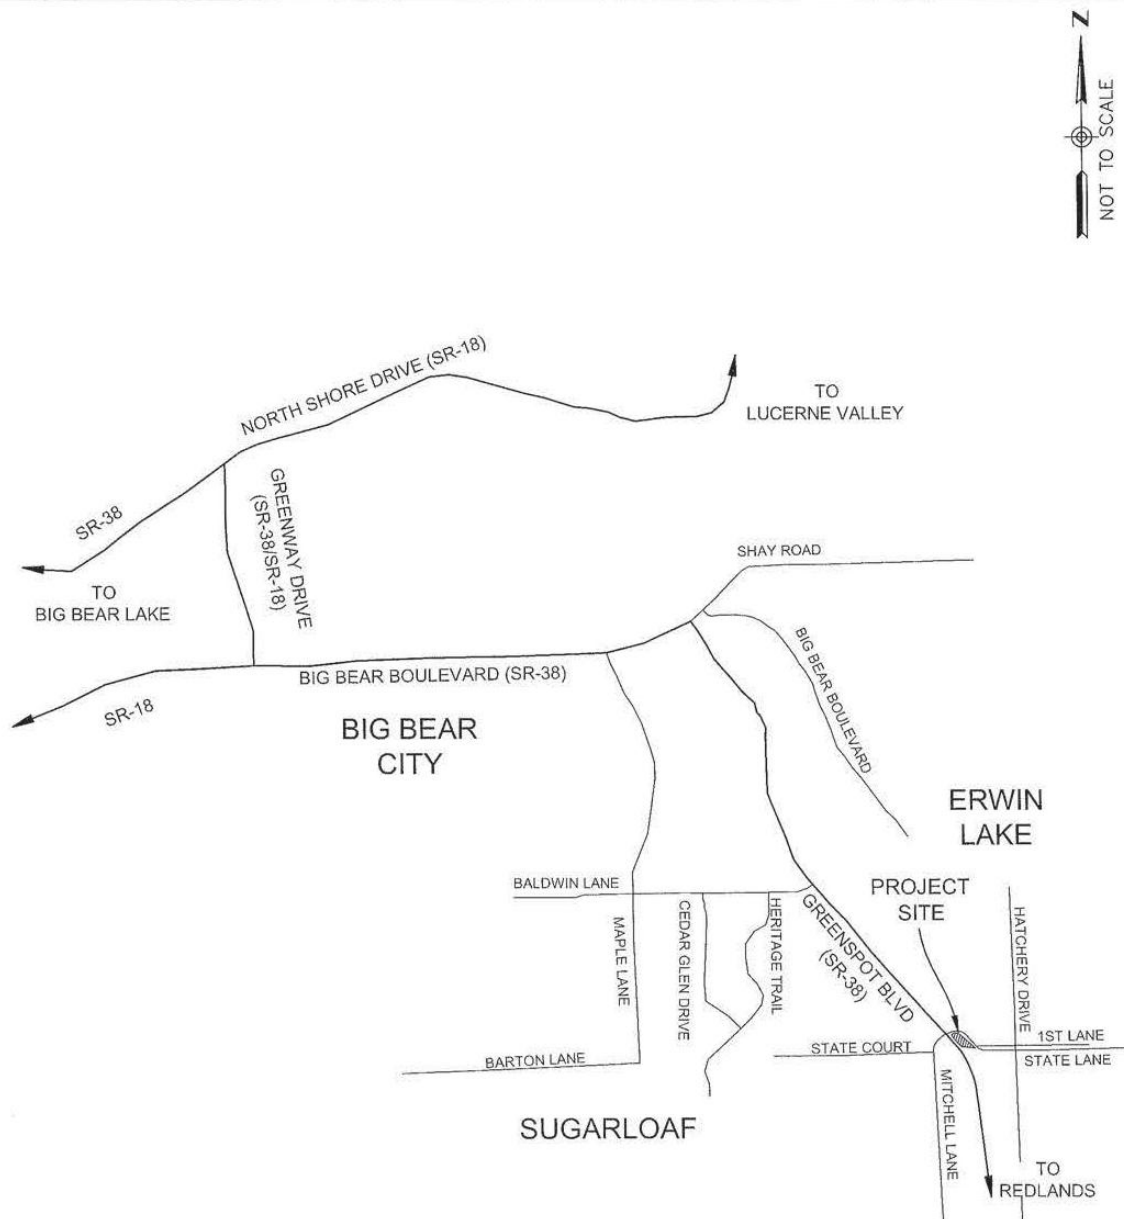 N
NOT TO SCALE
NORTH SHORE DRIVE (SR-18)
TO
LUCERNE VALLEY
SR-38
GREENWAY DRIVE
(SR-38/SR-18)
TO
BIG BEAR LAKE
SHAY ROAD
BIG BEAR BOULEVARD
BIG BEAR BOULEVARD (SR-38)
SR-18
BIG BEAR
CITY
ERWIN
LAKE
PROJECT
SITE
BALDWIN LANE
MAPLE LANE
CEDAR GLEN DRIVE
HERITAGE TRAIL
GREENSPOT BLVD
(SR-38)
HATCHERY DRIVE
1ST LANE
STATE LANE
STATE COURT
BARTON LANE
MITCHELL LANE
SUGARLOAF
TO
REDLANDS